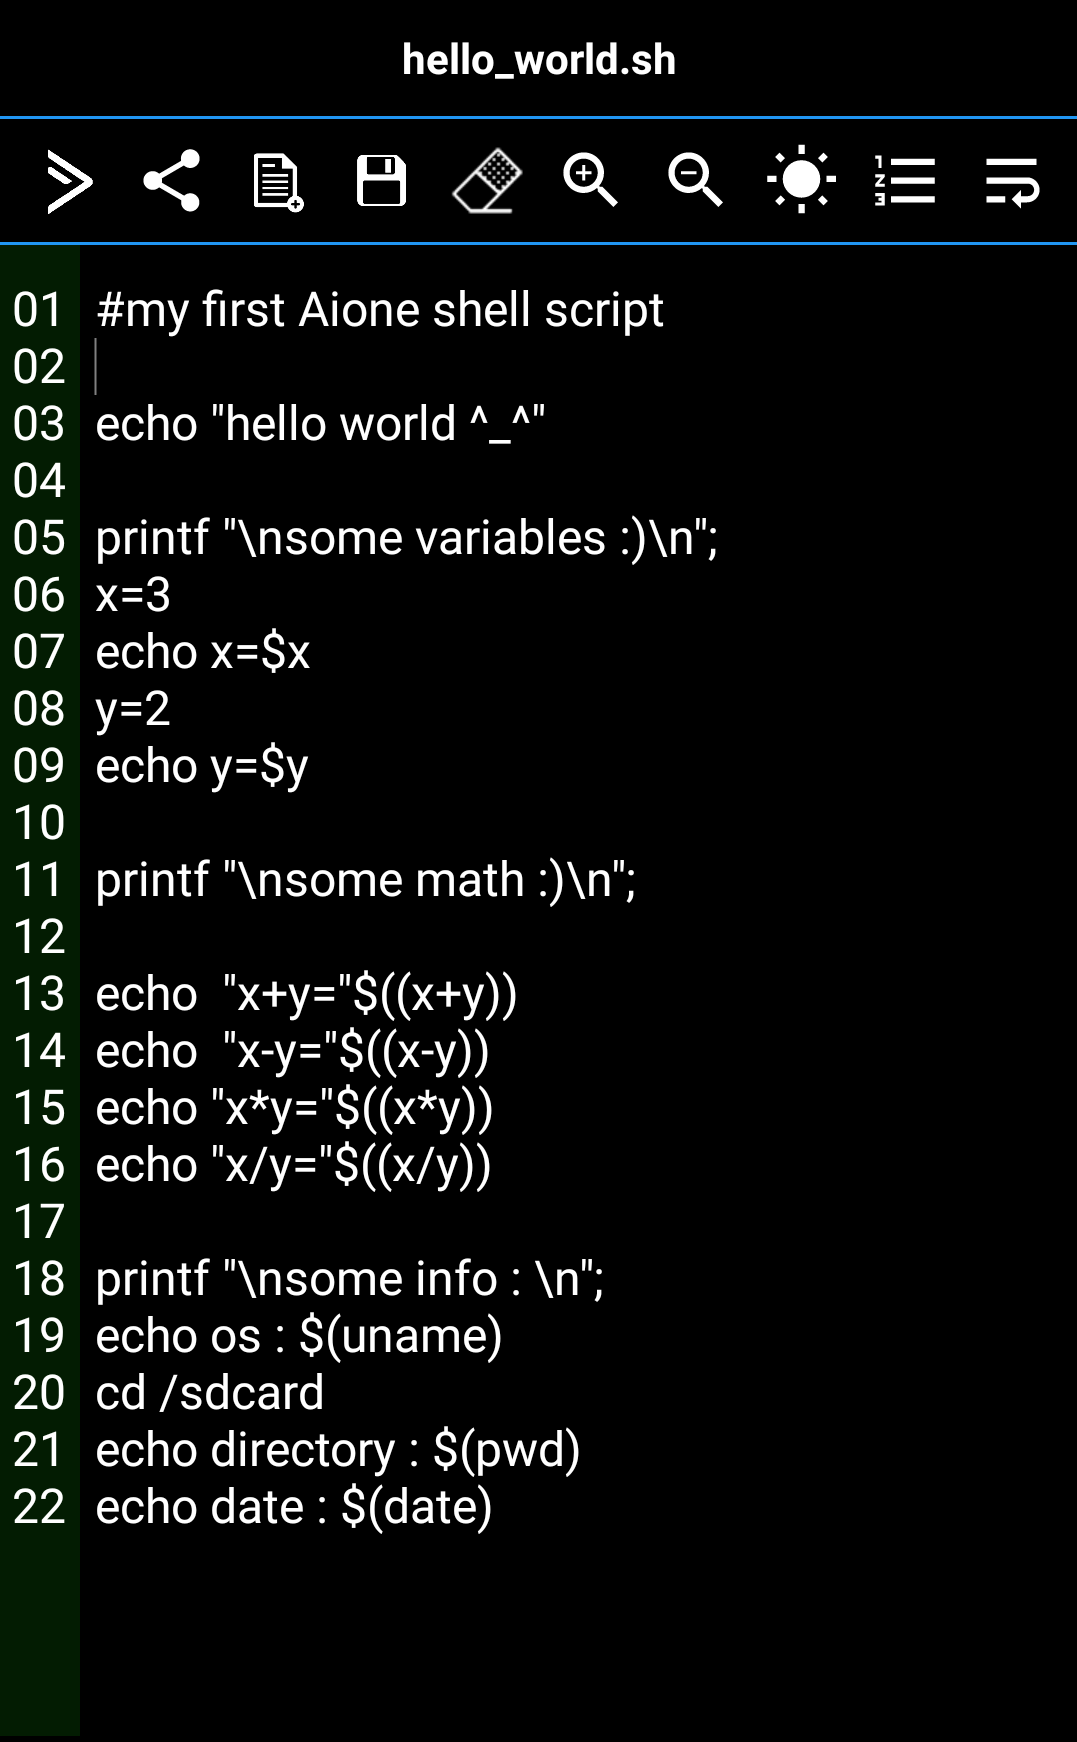 hello_world.sh
1
2
3
01 #my first Aione shell script
02
03 echo "hello world ^_^"
04
05 printf "\nsome variables :)\n";
06 x=3
07 echo x=$x
08 y=2
09 echo y=$y
10
11 printf "\nsome math :)\n";
12
13 echo  "x+y="$((x+y))
14 echo  "x-y="$((x-y))
15 echo "x*y="$((x*y))
16 echo "x/y="$((x/y))
17
18 printf "\nsome info : \n";
19 echo os : $(uname)
20 cd /sdcard
21 echo directory : $(pwd)
22 echo date : $(date)